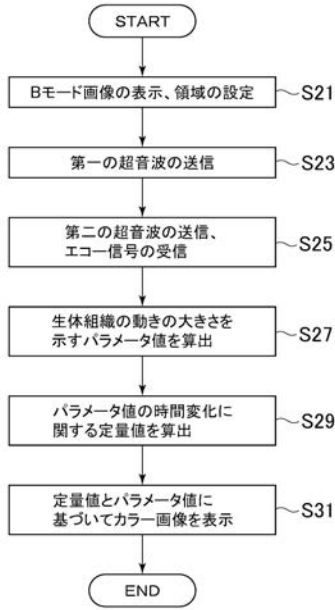 START
Bモード画像の表示、領域の設定
S21
第一の超音波の送信
S23
第二の超音波の送信、
エコー信号の受信
S25
生体組織の動きの大きさを
示すパラメータ値を算出
S27
パラメータ値の時間変化に
関する定量値を算出
S29
定量値とパラメータ値に
基づいてカラー画像を表示
S31
END